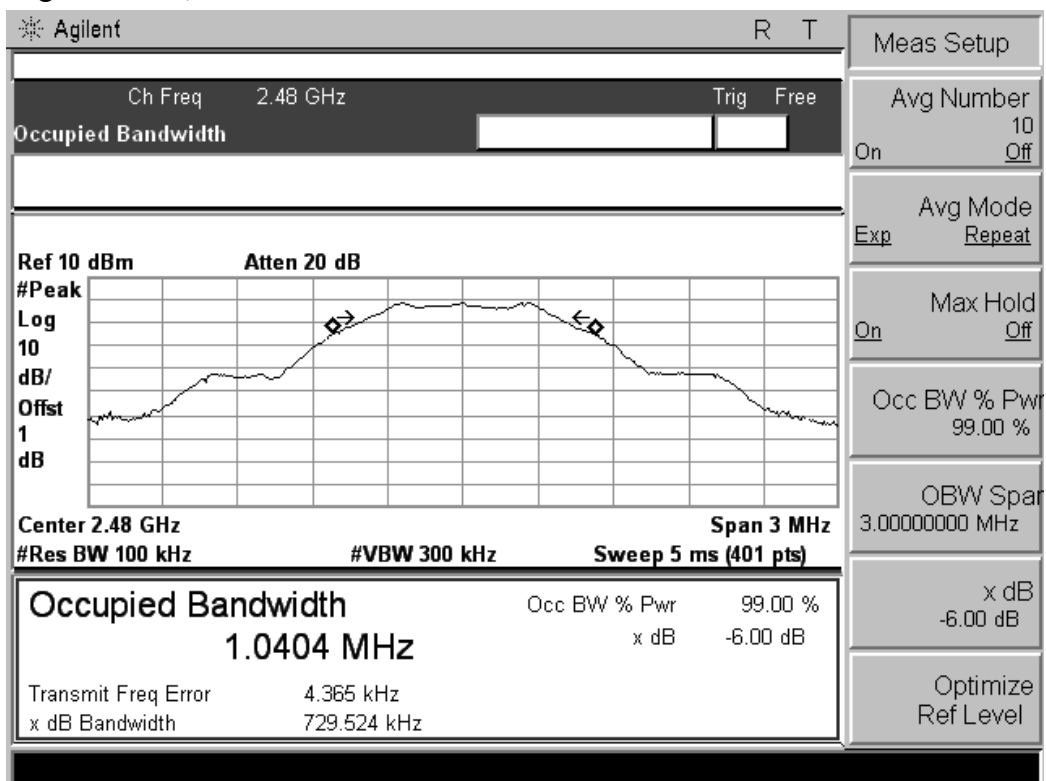 Agilent
R T
Ch Freq 2.48 GHz Trig Free
Occupied Bandwidth
Ref 10 dBm Atten 20 dB
#Peak
Log
10
dB/
Offst
1
dB
Center 2.48 GHz Span 3 MHz
#Res BW 100 kHz #VBW 300 kHz Sweep 5 ms (401 pts)
Occupied Bandwidth
1.0404 MHz
Occ BW % Pwr 99.00 %
x dB -6.00 dB
Transmit Freq Error 4.365 kHz
x dB Bandwidth 729.524 kHz
Meas Setup
Avg Number
10
On Off
Avg Mode
Exp Repeat
Max Hold
On Off
Occ BW % Pwr
99.00 %
OBW Span
3.00000000 MHz
x dB
-6.00 dB
Optimize
Ref Level